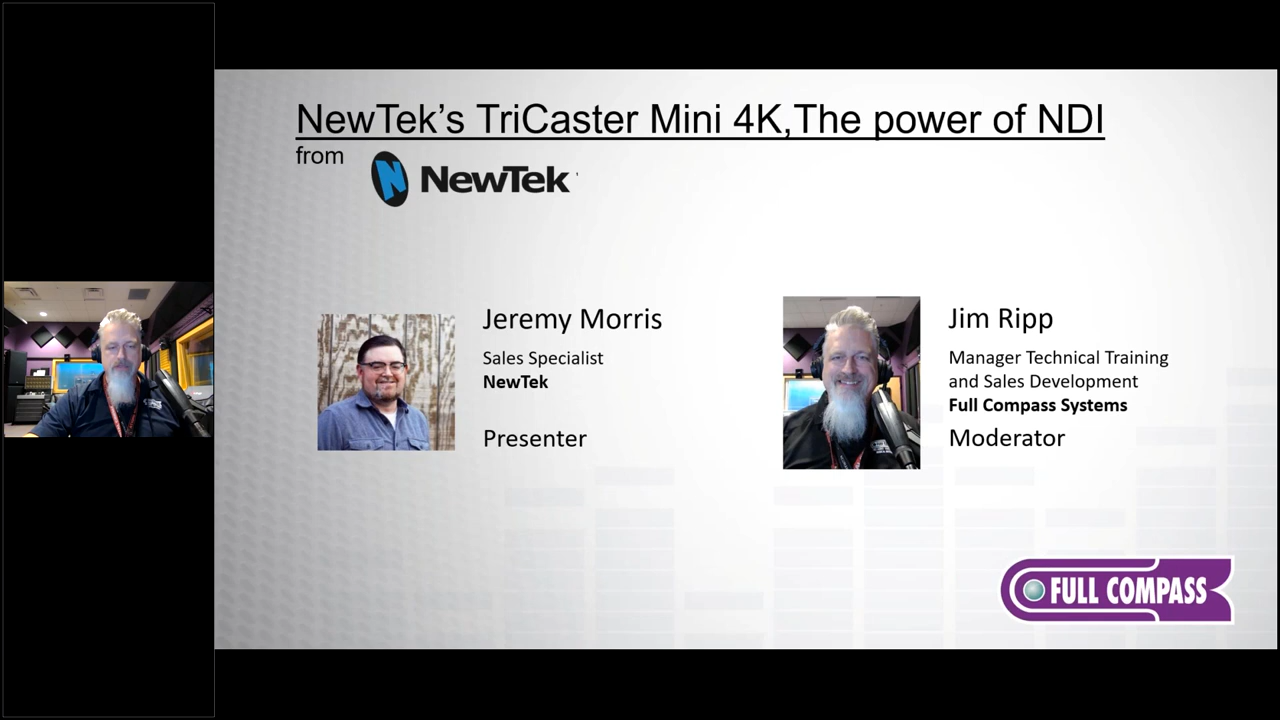 NewTek’s TriCaster Mini 4K,The power of NDI
from
NewTek
Jeremy Morris
Sales Specialist
NewTek
Presenter
Jim Ripp
Manager Technical Training
and Sales Development
Full Compass Systems
Moderator
FULL COMPASS